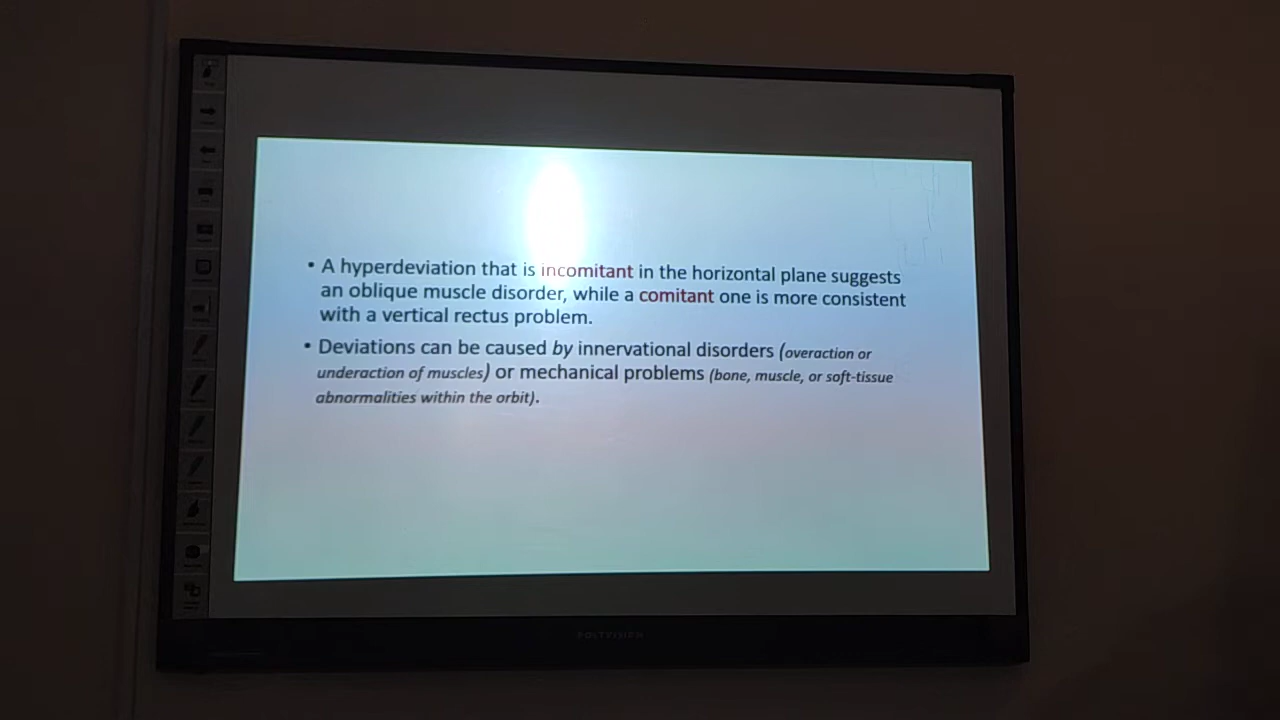 • A hyperdeviation that is incomitant in the horizontal plane suggests
an oblique muscle disorder, while a comitant one is more consistent
with a vertical rectus problem.
• Deviations can be caused by innervational disorders (overaction or
underaction of muscles) or mechanical problems (bone, muscle, or soft-tissue
abnormalities within the orbit).
POLYVISION